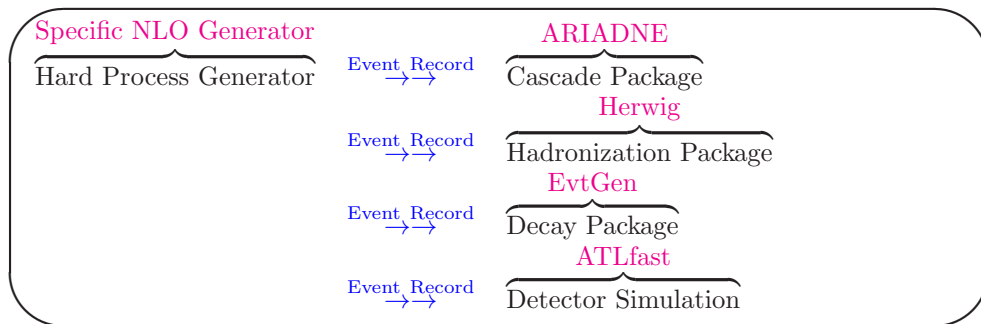 Specific NLO Generator ARIADNE
Hard Process Generator Event Record →→ Cascade Package
Herwig
Event Record →→ Hadronization Package
EvtGen
Event Record →→ Decay Package
ATLfast
Event Record →→ Detector Simulation